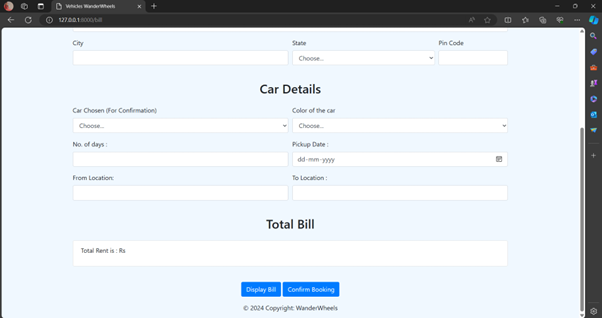 Vehicles WanderWheels
127.0.0.1:8000/bill#
City State Pin Code
Choose...
Car Details
Car Chosen (For Confirmation) Color of the car
Choose... Choose...
No. of days : Pickup Date :
dd-mm-yyyy
From Location: To Location :
Total Bill
Total Rent is : Rs.
Display Bill Confirm Booking
© 2024 Copyright: WanderWheels